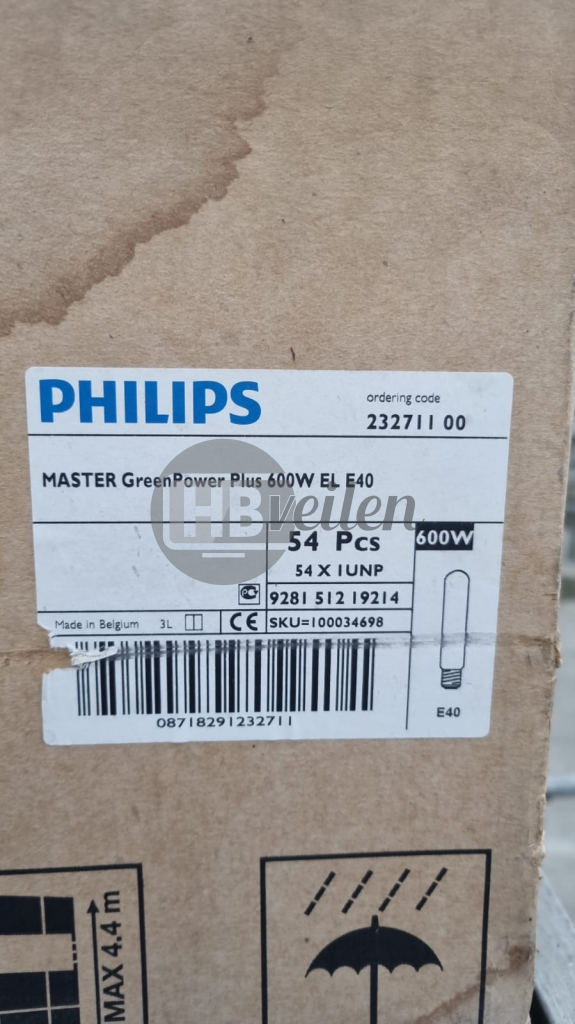 PHILIPS
ordering code
232711 00
MASTER GreenPower Plus 600W EL E40
HBveilen
54 Pcs
600W
54 X 1UNP
9281 512 19214
Made in Belgium 3L CE SKU=100034698
08718291232711
E40
MAX 4.4 m